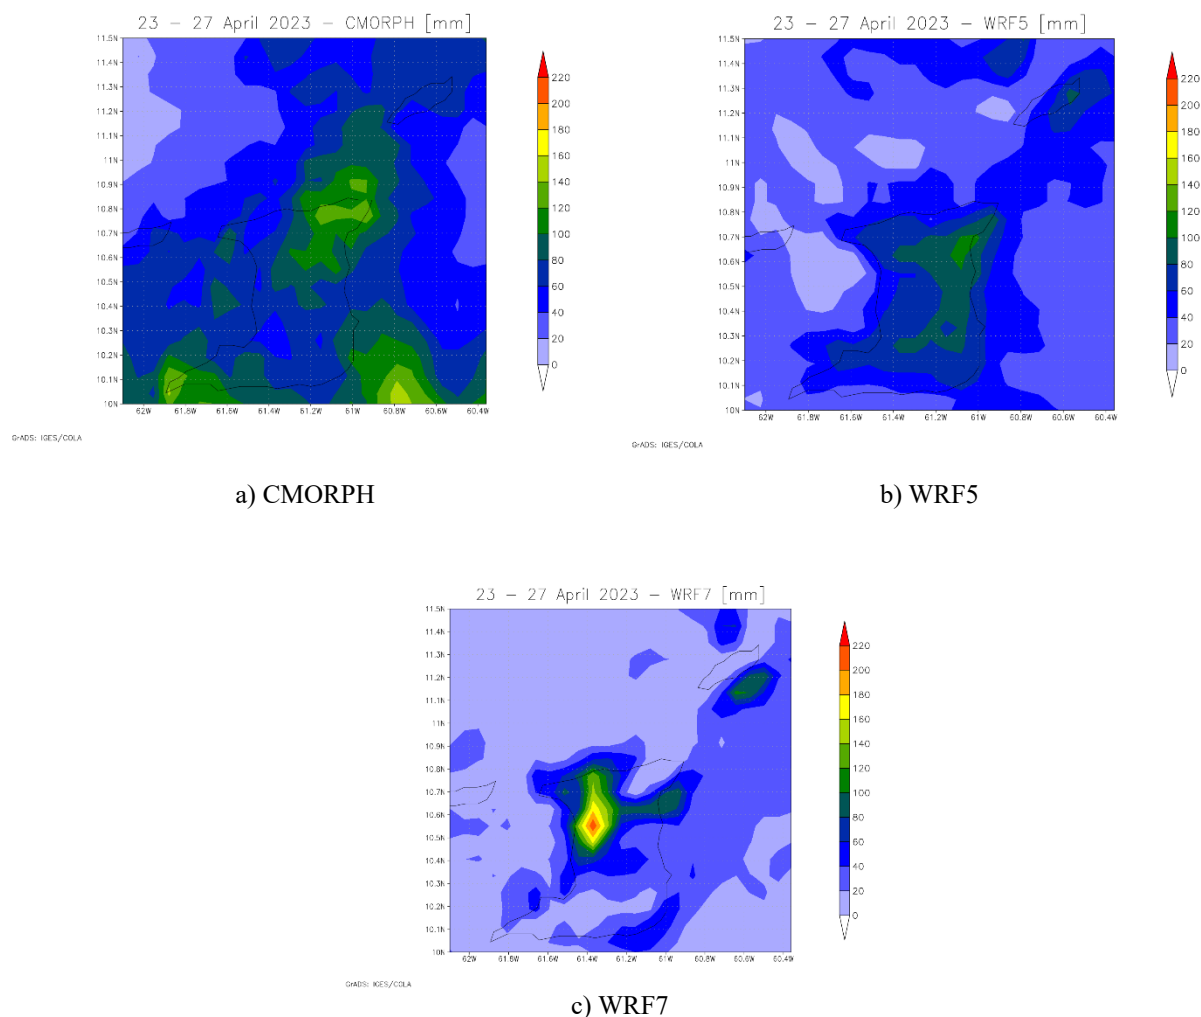 23 – 27 April 2023 – CMORPH [mm]
11.5N
11.4N
11.3N
11.2N
11.1N
11N
10.9N
10.8N
10.7N
10.6N
10.5N
10.4N
10.3N
10.2N
10.1N
10N
62W 61.8W 61.6W 61.4W 61.2W 61W 60.8W 60.6W 60.4W
220
200
180
160
140
120
100
80
60
40
20
0
GrADS: IGES/COLA
a) CMORPH
23 – 27 April 2023 – WRF5 [mm]
11.5N
11.4N
11.3N
11.2N
11.1N
11N
10.9N
10.8N
10.7N
10.6N
10.5N
10.4N
10.3N
10.2N
10.1N
10N
62W 61.8W 61.6W 61.4W 61.2W 61W 60.8W 60.6W 60.4W
220
200
180
160
140
120
100
80
60
40
20
0
GrADS: IGES/COLA
b) WRF5
23 – 27 April 2023 – WRF7 [mm]
11.5N
11.4N
11.3N
11.2N
11.1N
11N
10.9N
10.8N
10.7N
10.6N
10.5N
10.4N
10.3N
10.2N
10.1N
10N
62W 61.8W 61.6W 61.4W 61.2W 61W 60.8W 60.6W 60.4W
220
200
180
160
140
120
100
80
60
40
20
0
GrADS: IGES/COLA
c) WRF7